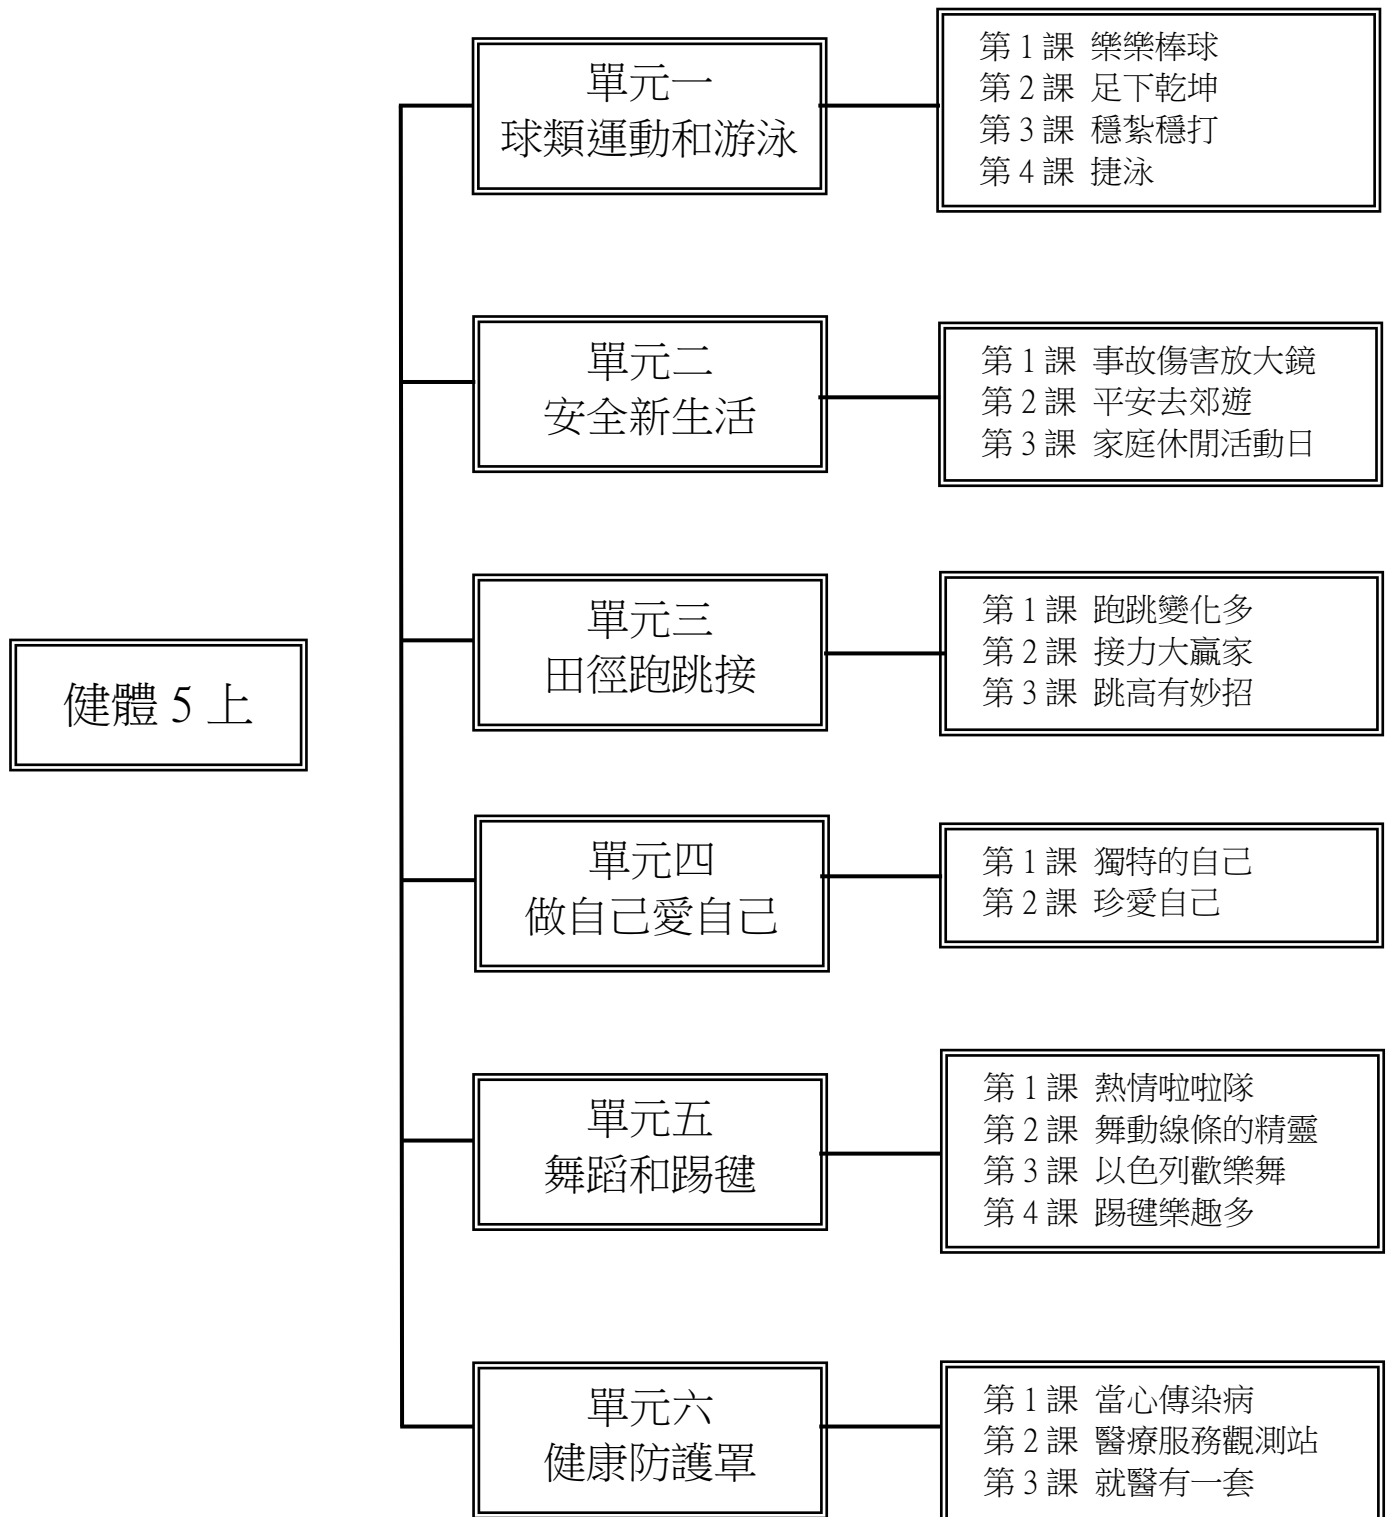 健體 5 上
單元一
球類運動和游泳
第 1 課 樂樂棒球
第 2 課 足下乾坤
第 3 課 穩紮穩打
第 4 課 捷泳
單元二
安全新生活
第 1 課 事故傷害放大鏡
第 2 課 平安去郊遊
第 3 課 家庭休閒活動日
單元三
田徑跑跳接
第 1 課 跑跳變化多
第 2 課 接力大贏家
第 3 課 跳高有妙招
單元四
做自己愛自己
第 1 課 獨特的自己
第 2 課 珍愛自己
單元五
舞蹈和踢毽
第 1 課 熱情啦啦隊
第 2 課 舞動線條的精靈
第 3 課 以色列歡樂舞
第 4 課 踢毽樂趣多
單元六
健康防護罩
第 1 課 當心傳染病
第 2 課 醫療服務觀測站
第 3 課 就醫有一套